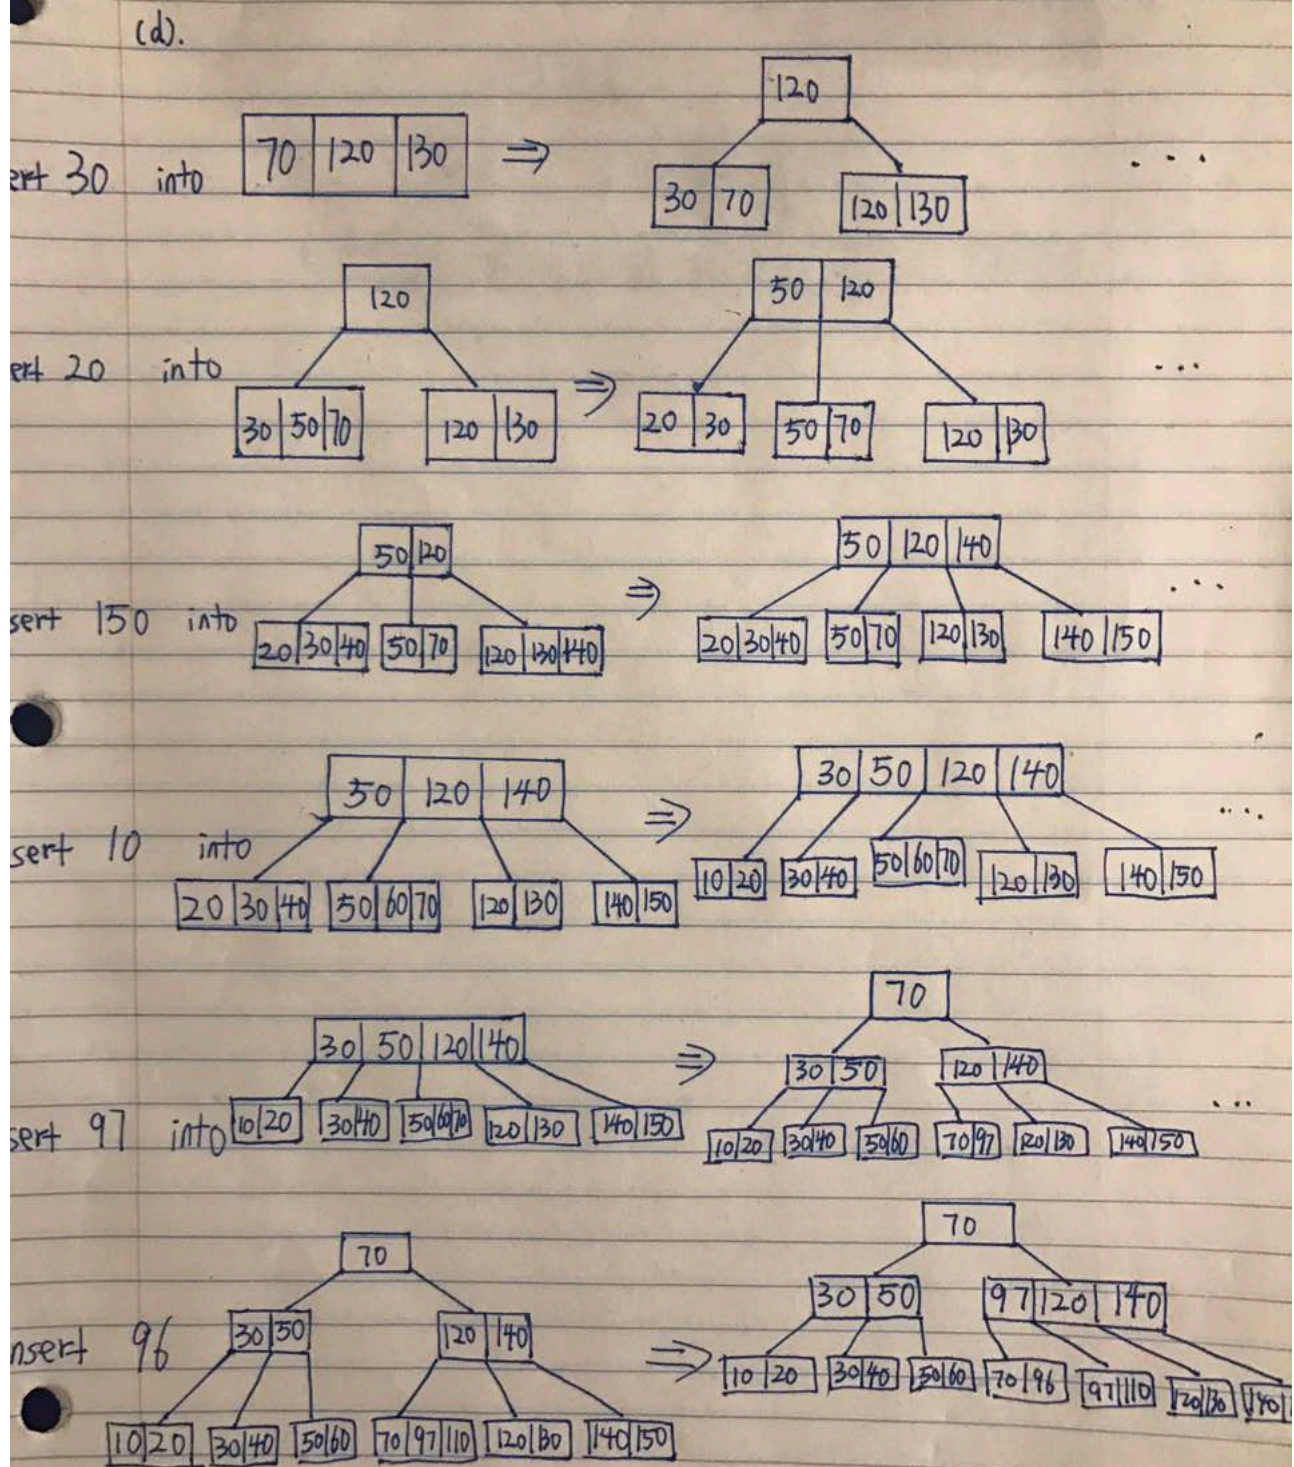 (d).
120
ert 30 into 70 120 130 ⇒ ...
30 70 120 130
120 50 120
ert 20 into ⇒ ...
30 50 70 120 130 20 30 50 70 120 130
50 120 50 120 140
sert 150 into ⇒ ...
20 30 40 50 70 120 130 140 20 30 40 50 70 120 130 140 150
50 120 140 30 50 120 140
sert 10 into ⇒ ...
20 30 40 50 60 70 120 130 140 150 10 20 30 40 50 60 70 120 130 140 150
70
30 50 120 140 ⇒ 30 50 120 140
sert 97 into 10 20 30 40 50 60 70 120 130 140 150 10 20 30 40 50 60 70 97 120 130 140 150 ...
70 70
30 50 120 140 30 50 97 120 140
nsert 96 ⇒ 10 20 30 40 50 60 70 96 97 110 120 130 140
10 20 30 40 50 60 70 97 110 120 130 140 150